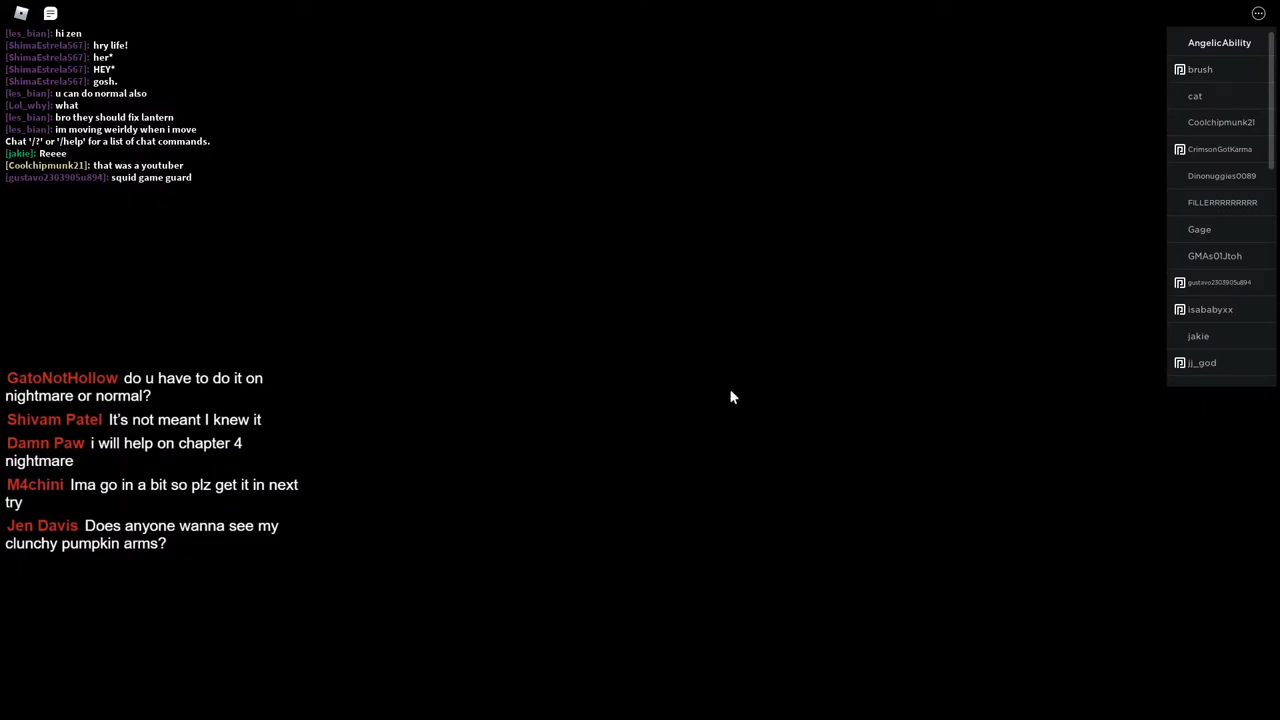 [les_bian]: hi zen
[ShimaEstrela567]: hry life!
[ShimaEstrela567]: her*
[ShimaEstrela567]: HEY*
[ShimaEstrela567]: gosh.
[les_bian]: u can do normal also
[Lol_why]: what
[les_bian]: bro they should fix lantern
[les_bian]: im moving weirldy when i move
Chat '/?' or '/help' for a list of chat commands.
[jakie]: Reeee
[Coolchipmunk21]: that was a youtuber
[gustavo2303905u894]: squid game guard
AngelicAbility
brush
cat
Coolchipmunk21
CrimsonGotKarma
Dinonuggies0089
FILLERRRRRRRRR
Gage
GMAs01Jtoh
gustavo2303905u894
isababyxx
jakie
jj_god
GatoNotHollow do u have to do it on
nightmare or normal?
Shivam Patel It’s not meant I knew it
Damn Paw i will help on chapter 4
nightmare
M4chini Ima go in a bit so plz get it in next
try
Jen Davis Does anyone wanna see my
clunchy pumpkin arms?